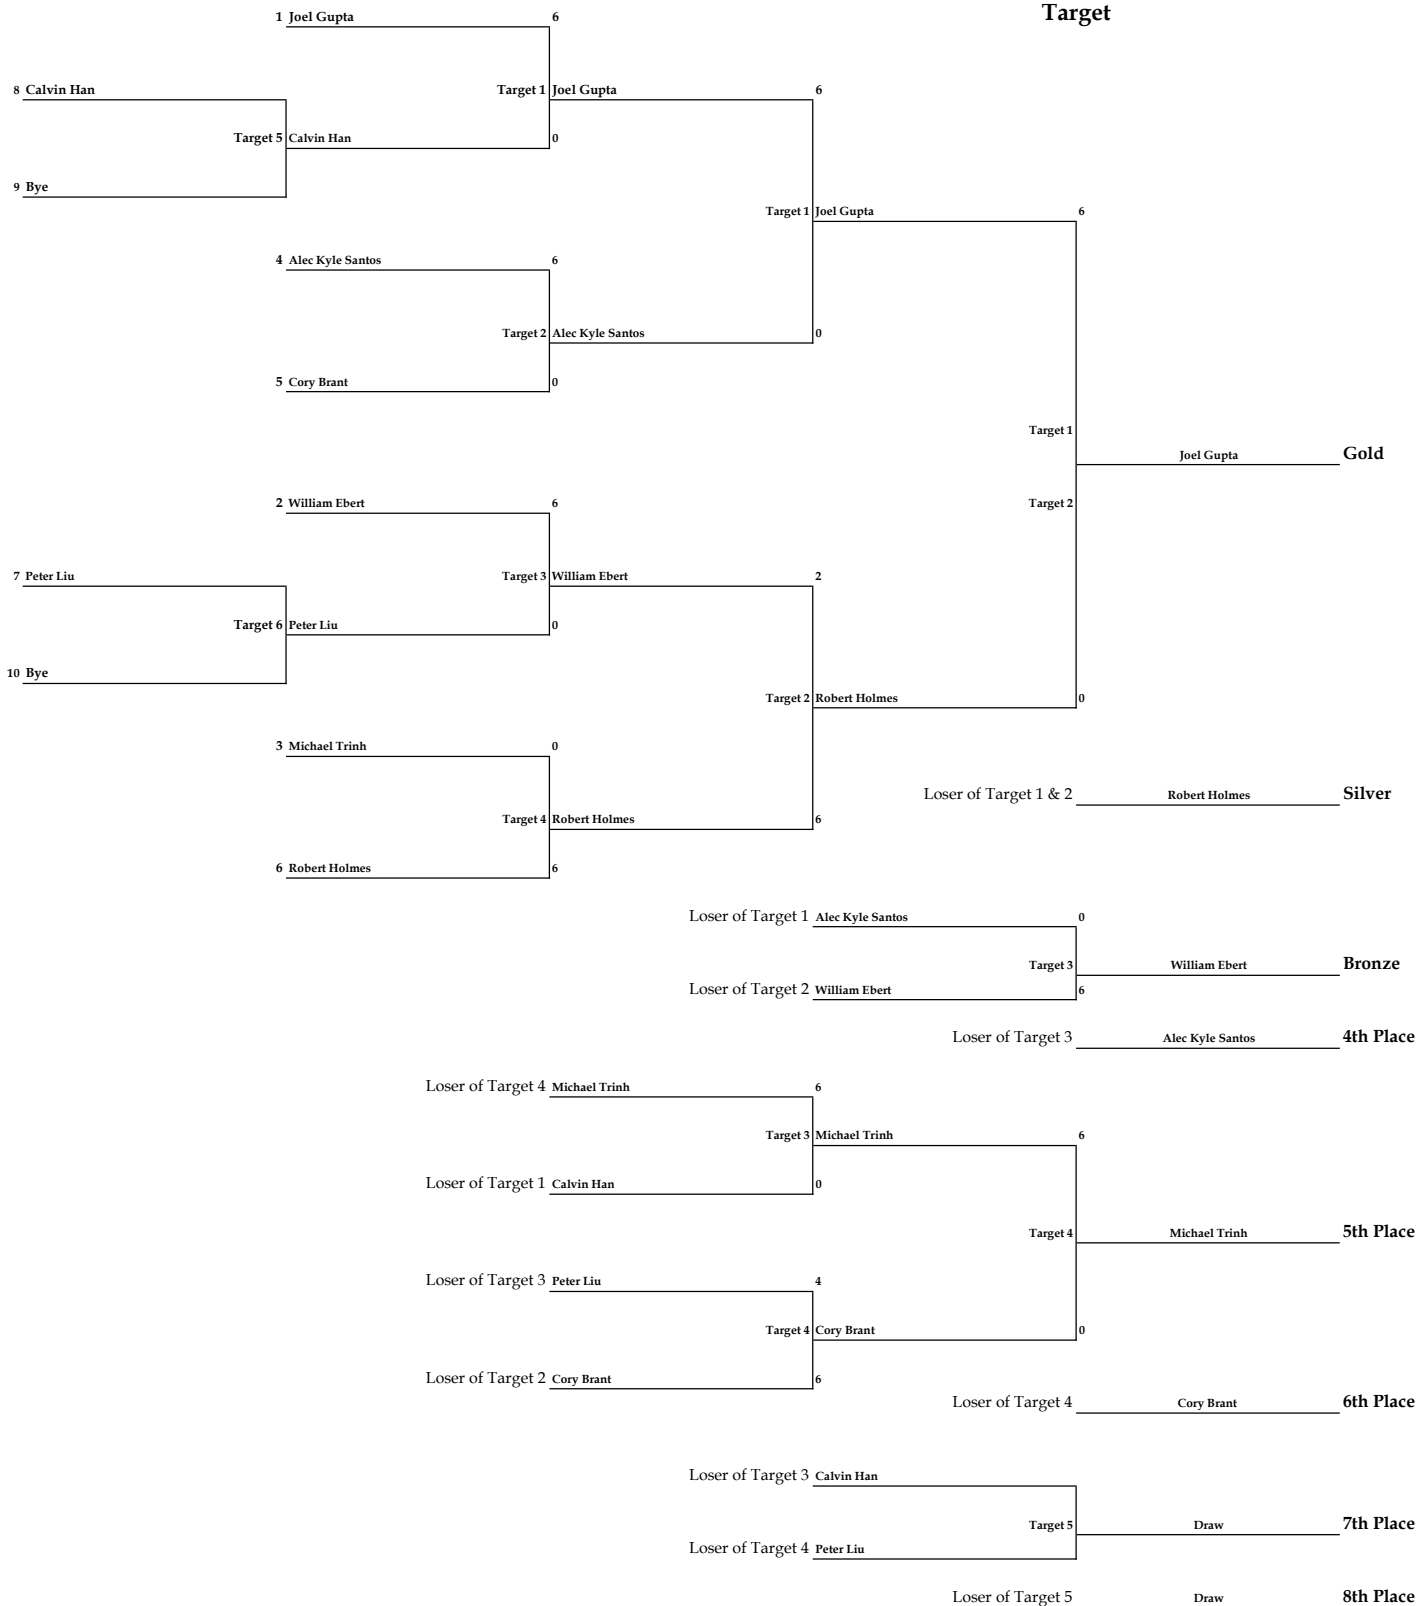 Target
1 Joel Gupta 6
8 Calvin Han
Target 1 Joel Gupta 6
Target 5 Calvin Han 0
9 Bye
Target 1 Joel Gupta 6
4 Alec Kyle Santos 6
Target 2 Alec Kyle Santos 0
5 Cory Brant 0
Target 1
Joel Gupta Gold
2 William Ebert 6
Target 2
7 Peter Liu
Target 3 William Ebert 2
Target 6 Peter Liu 0
10 Bye
Target 2 Robert Holmes 0
3 Michael Trinh 0
Loser of Target 1 & 2 Robert Holmes Silver
Target 4 Robert Holmes 6
6 Robert Holmes 6
Loser of Target 1 Alec Kyle Santos 0
Target 3 William Ebert Bronze
Loser of Target 2 William Ebert 6
Loser of Target 3 Alec Kyle Santos 4th Place
Loser of Target 4 Michael Trinh 6
Target 3 Michael Trinh 6
Loser of Target 1 Calvin Han 0
Target 4 Michael Trinh 5th Place
Loser of Target 3 Peter Liu 4
Target 4 Cory Brant 0
Loser of Target 2 Cory Brant 6
Loser of Target 4 Cory Brant 6th Place
Loser of Target 3 Calvin Han
Target 5 Draw 7th Place
Loser of Target 4 Peter Liu
Loser of Target 5 Draw 8th Place